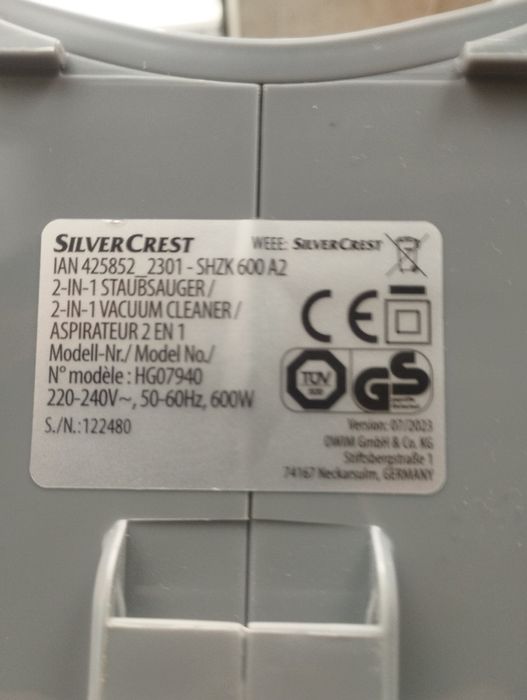 SILVERCREST WEEE: SILVERCREST
IAN 425852_2301 - SHZK 600 A2
2-IN-1 STAUBSAUGER /
2-IN-1 VACUUM CLEANER /
ASPIRATEUR 2 EN 1
Modell-Nr./ Model No./
N° modèle : HG07940
220-240V~, 50-60Hz, 600W
S./N.:122480
CE
TÜV
SÜD
GS
Version: 07/2023
OWIM GmbH & Co. KG
Stiftsbergstraße 1
74167 Neckarsulm, GERMANY